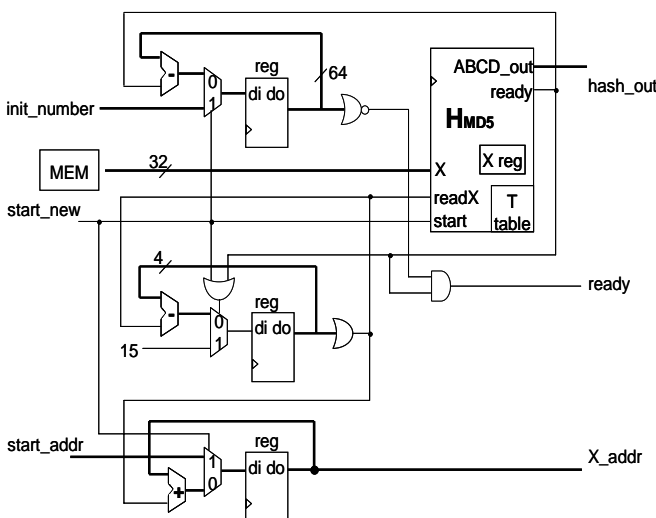 reg
64
ABCD_out
hash_out
-
0
1
di do
ready
init_number
HMD5
MEM
32
X
X reg
readX
T
table
start_new
start
4
reg
ready
-
0
1
di do
15
start_addr
reg
1
0
di do
X_addr
+